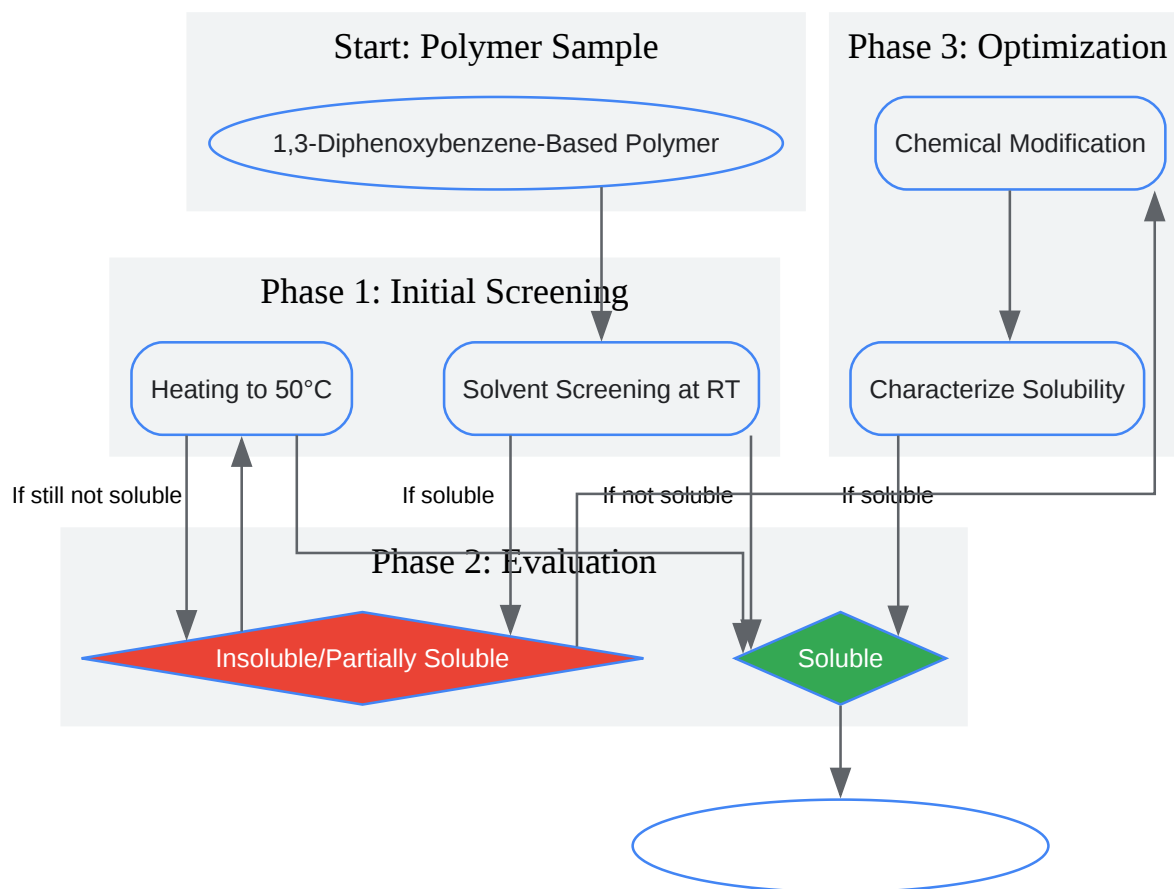 Start: Polymer Sample
Phase 3: Optimization
1,3-Diphenoxybenzene-Based Polymer
Chemical Modification
Phase 1: Initial Screening
Heating to 50°C
Solvent Screening at RT
Characterize Solubility
If still not soluble
If soluble
If not soluble
If soluble
Phase 2: Evaluation
Insoluble/Partially Soluble
Soluble